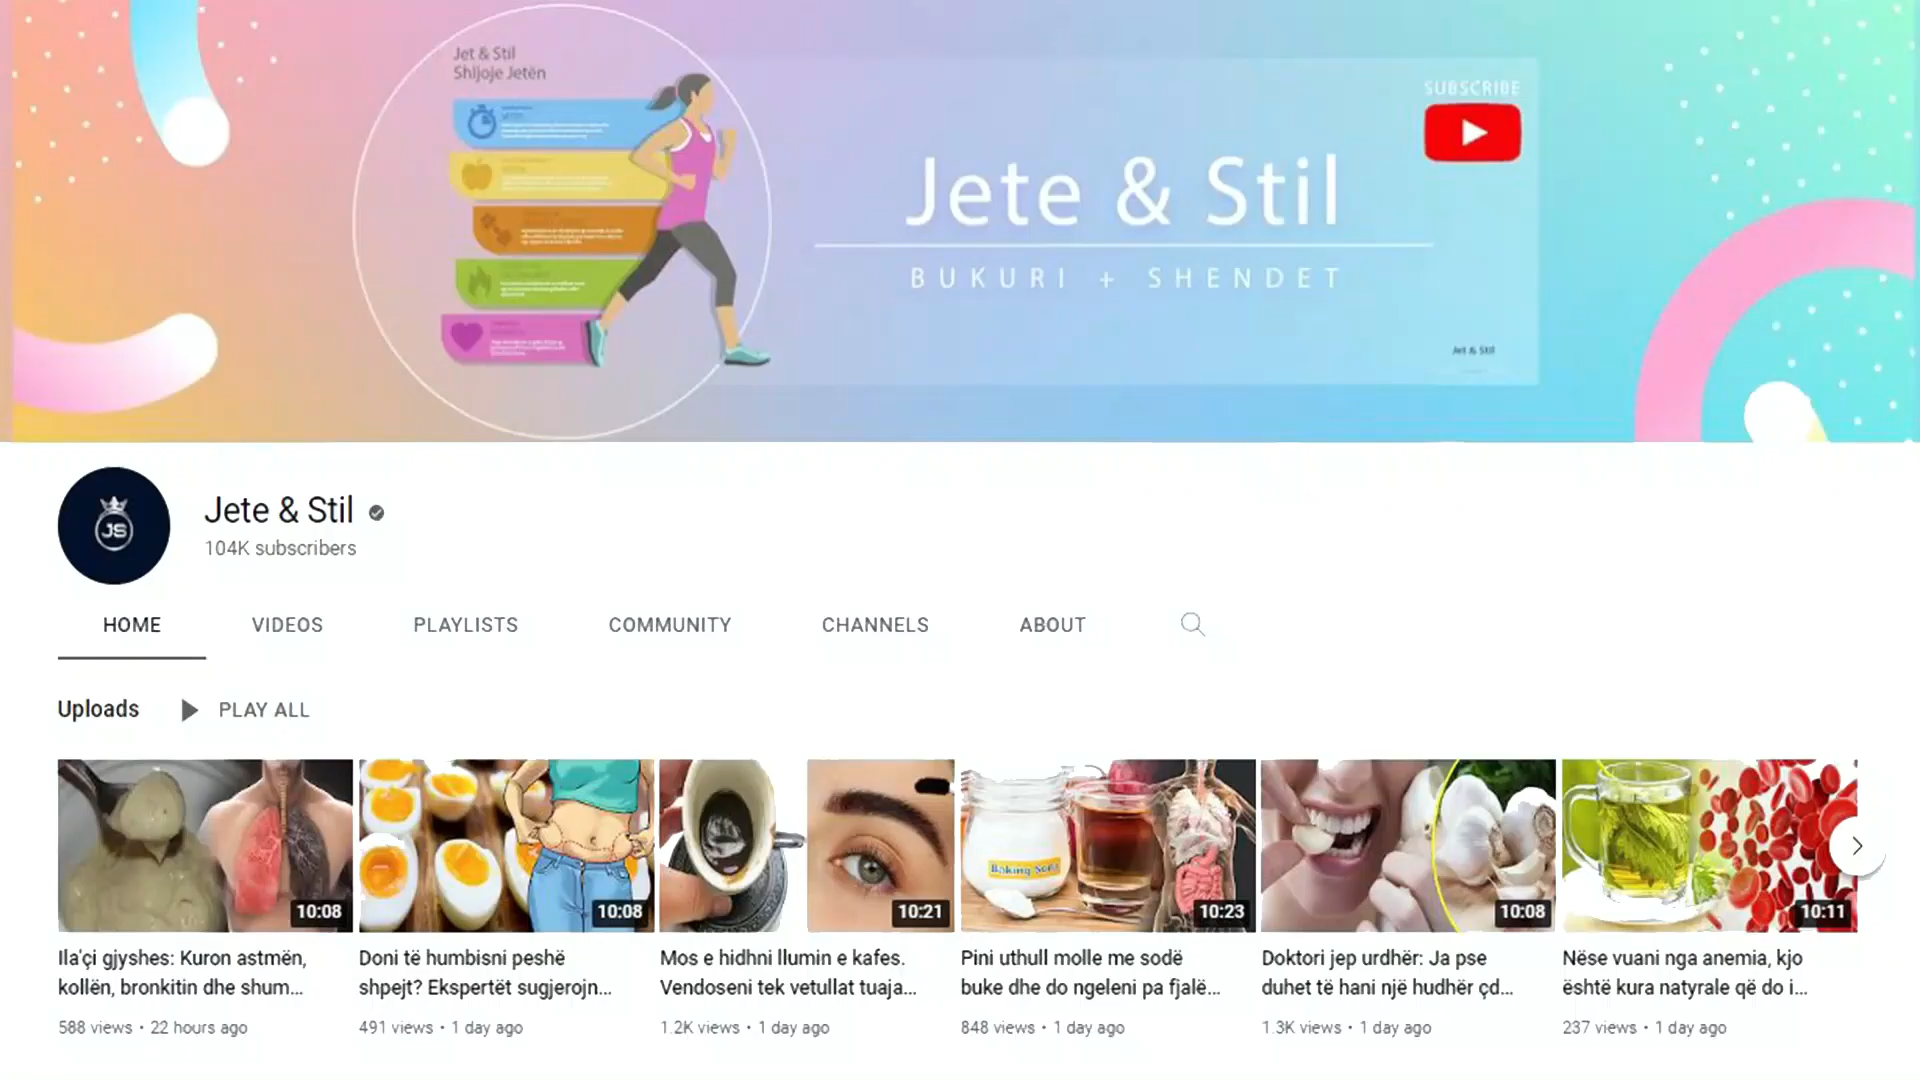 Jet & Stil
Shijoje Jetën
SUBSCRIBE
Jete & Stil
BUKURI + SHENDET
Jet & Stil
JS
Jete & Stil
104K subscribers
HOME VIDEOS PLAYLISTS COMMUNITY CHANNELS ABOUT
Uploads PLAY ALL
Baking Soda
10:08 10:08 10:21 10:23 10:08 10:11
Ila'çi gjyshes: Kuron astmën,
kollën, bronkitin dhe shum...
588 views • 22 hours ago
Doni të humbisni peshë
shpejt? Ekspertët sugjerojn...
491 views • 1 day ago
Mos e hidhni llumin e kafes.
Vendoseni tek vetullat tuaja...
1.2K views • 1 day ago
Pini uthull molle me sodë
buke dhe do ngeleni pa fjalë...
848 views • 1 day ago
Doktori jep urdhër: Ja pse
duhet të hani një hudhër çd...
1.3K views • 1 day ago
Nëse vuani nga anemia, kjo
është kura natyrale që do i...
237 views • 1 day ago